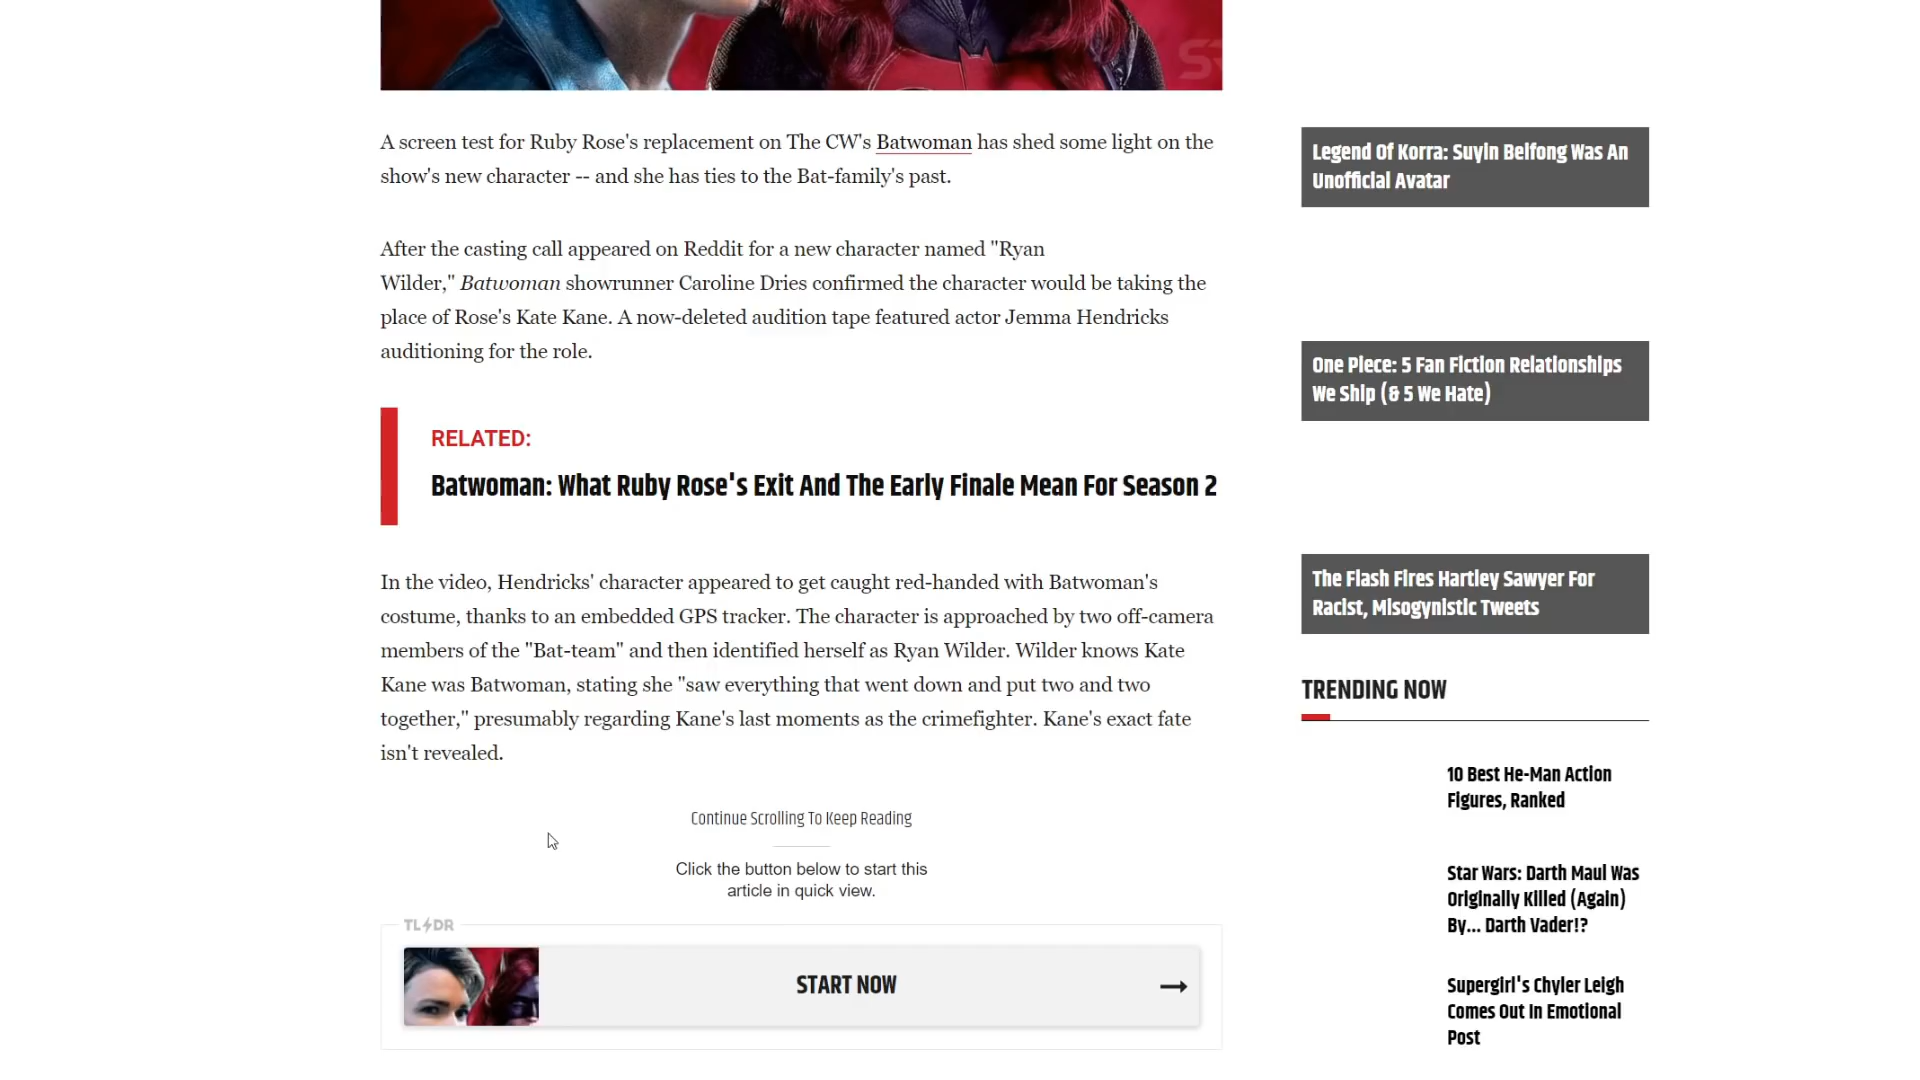 A screen test for Ruby Rose's replacement on The CW's Batwoman has shed some light on the
show's new character -- and she has ties to the Bat-family's past.
After the casting call appeared on Reddit for a new character named "Ryan
Wilder," Batwoman showrunner Caroline Dries confirmed the character would be taking the
place of Rose's Kate Kane. A now-deleted audition tape featured actor Jemma Hendricks
auditioning for the role.
RELATED:
Batwoman: What Ruby Rose's Exit And The Early Finale Mean For Season 2
In the video, Hendricks' character appeared to get caught red-handed with Batwoman's
costume, thanks to an embedded GPS tracker. The character is approached by two off-camera
members of the "Bat-team" and then identified herself as Ryan Wilder. Wilder knows Kate
Kane was Batwoman, stating she "saw everything that went down and put two and two
together," presumably regarding Kane's last moments as the crimefighter. Kane's exact fate
isn't revealed.
Continue Scrolling To Keep Reading
Click the button below to start this
article in quick view.
TL DR
START NOW
Legend Of Korra: Suyin Beifong Was An
Unofficial Avatar
One Piece: 5 Fan Fiction Relationships
We Ship (& 5 We Hate)
The Flash Fires Hartley Sawyer For
Racist, Misogynistic Tweets
TRENDING NOW
10 Best He-Man Action
Figures, Ranked
Star Wars: Darth Maul Was
Originally Killed (Again)
By... Darth Vader!?
Supergirl's Chyler Leigh
Comes Out In Emotional
Post